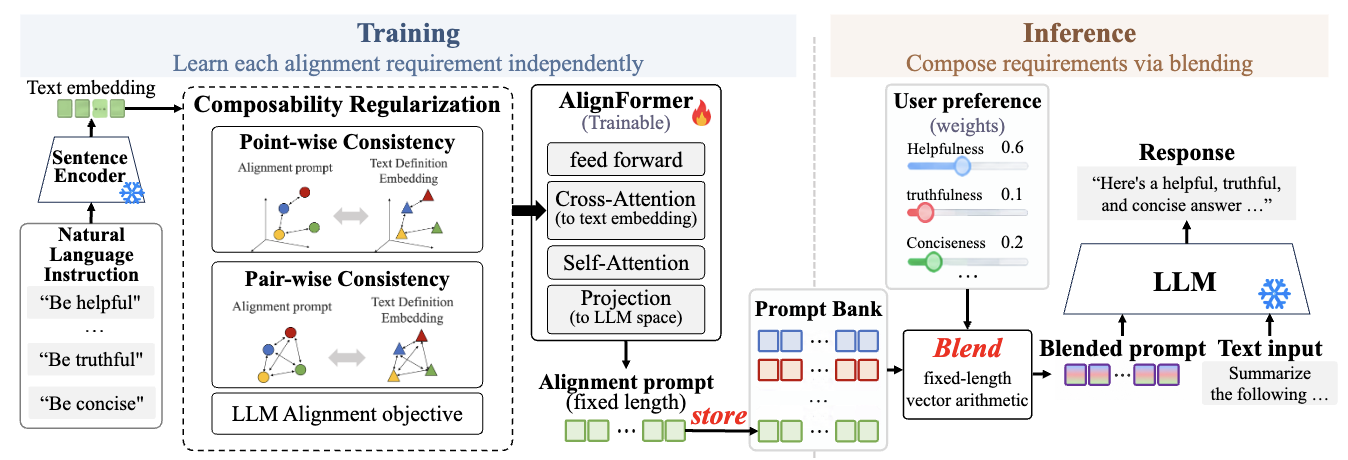 Training
Learn each alignment requirement independently
Inference
Compose requirements via blending
Text embedding
Sentence
Encoder
Natural
Language
Instruction
“Be helpful"
...
“Be truthful"
“Be concise"
Composability Regularization
Point-wise Consistency
Alignment prompt
Text Definition
Embedding
Pair-wise Consistency
Alignment prompt
Text Definition
Embedding
LLM Alignment objective
AlignFormer
(Trainable)
feed forward
Cross-Attention
(to text embedding)
Self-Attention
Projection
(to LLM space)
Alignment prompt
(fixed length)
...
store
Prompt Bank
...
...
...
...
User preference
(weights)
Helpfulness 0.6
truthfulness 0.1
Conciseness 0.2
...
Blend
fixed-length
vector arithmetic
Response
“Here's a helpful, truthful,
and concise answer …”
LLM
Blended prompt
...
Text input
Summarize
the following …